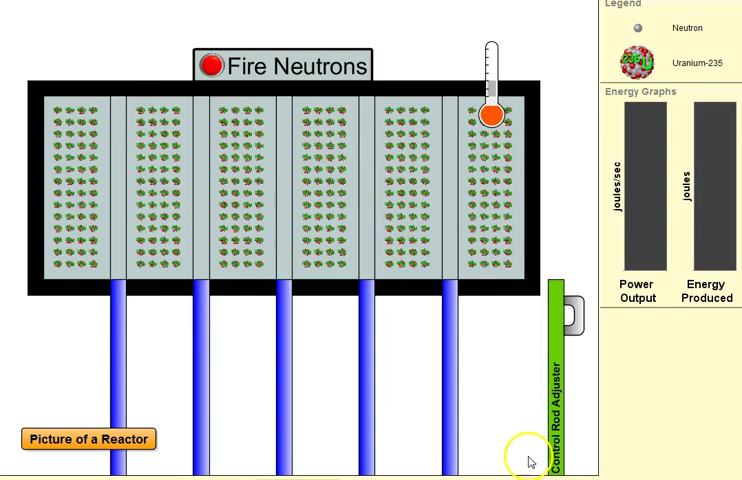 Legend
Neutron
235
U
Uranium-235
Energy Graphs
Fire Neutrons
joules/sec
joules
Power
Output
Energy
Produced
Control Rod Adjuster
Picture of a Reactor